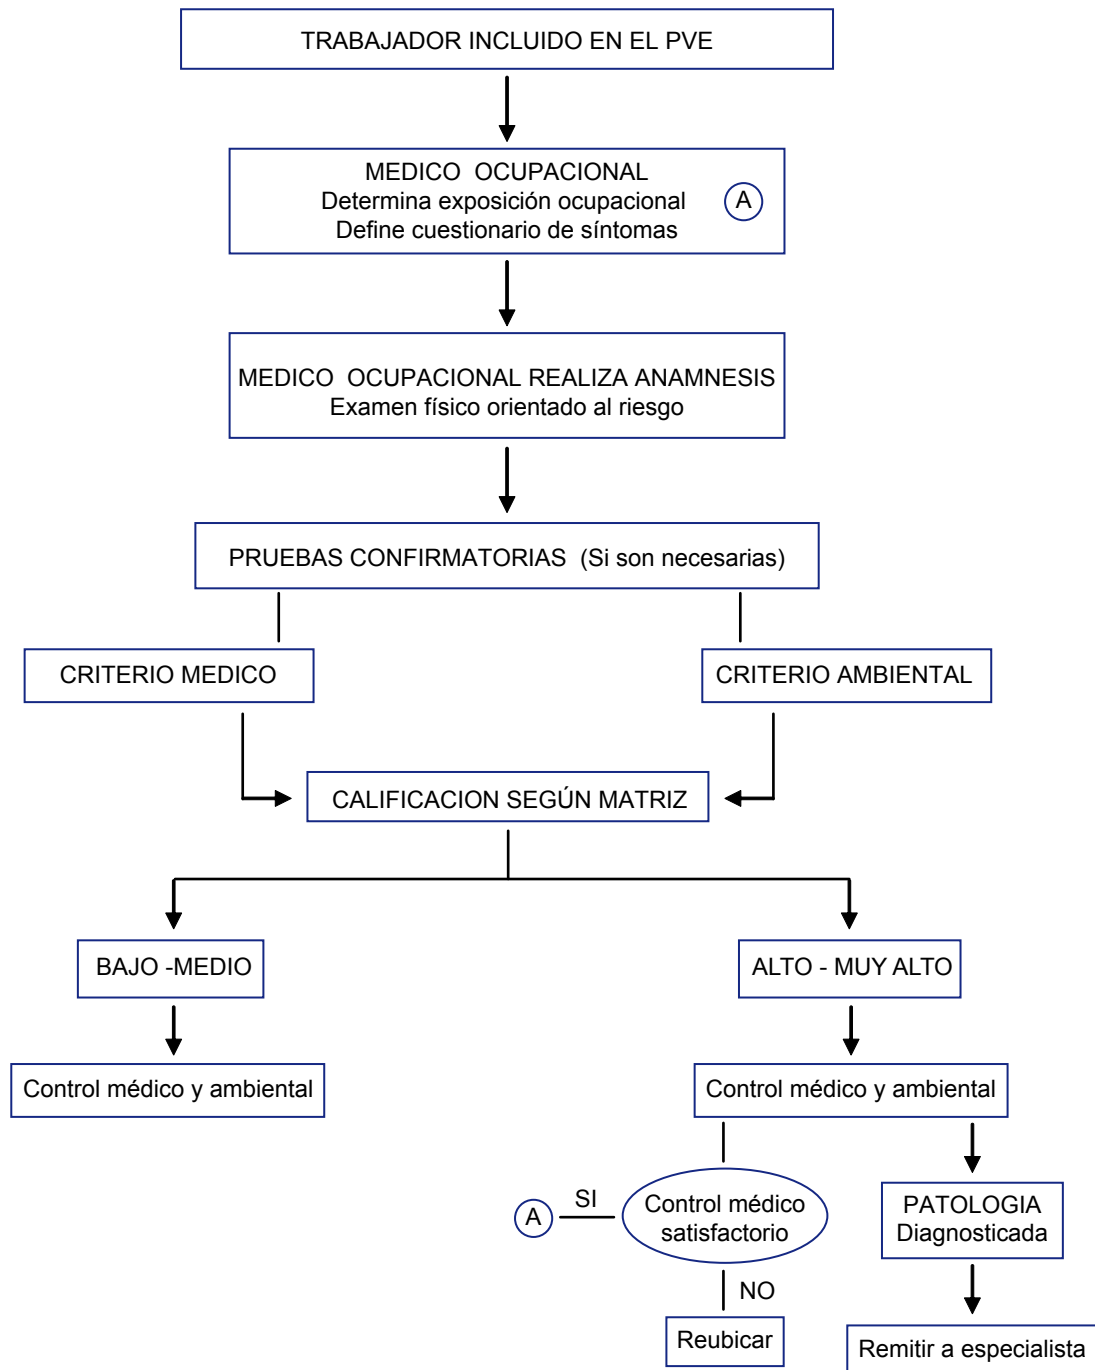 TRABAJADOR INCLUIDO EN EL PVE
MEDICO OCUPACIONAL
Determina exposición ocupacional
A
Define cuestionario de síntomas
MEDICO OCUPACIONAL REALIZA ANAMNESIS
Examen físico orientado al riesgo
PRUEBAS CONFIRMATORIAS (Si son necesarias)
CRITERIO MEDICO
CRITERIO AMBIENTAL
CALIFICACION SEGÚN MATRIZ
BAJO -MEDIO
ALTO - MUY ALTO
Control médico y ambiental
Control médico y ambiental
A
SI
Control médico
satisfactorio
PATOLOGIA
Diagnosticada
NO
Reubicar
Remitir a especialista